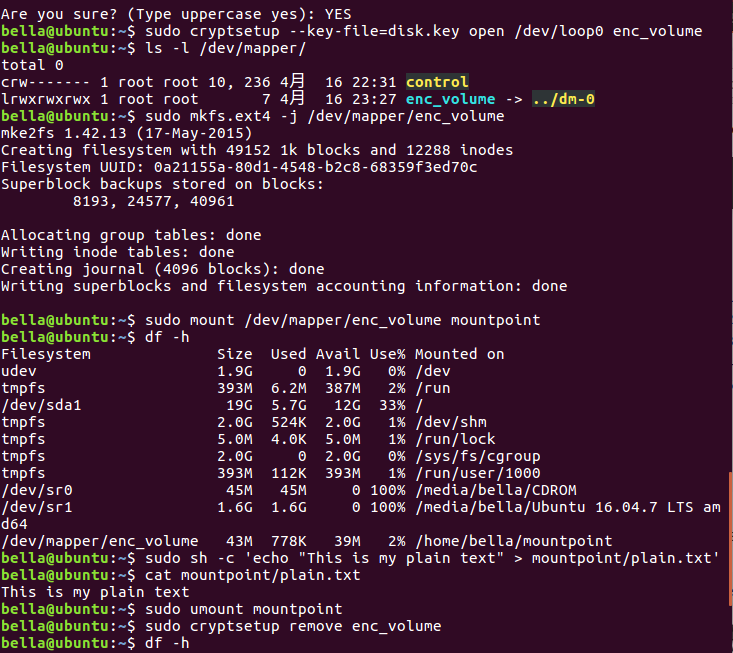 Are you sure? (Type uppercase yes): YES
bella@ubuntu:~$ sudo cryptsetup --key-file=disk.key open /dev/loop0 enc_volume
bella@ubuntu:~$ ls -l /dev/mapper/
total 0
crw------- 1 root root 10, 236 4月  16 22:31 control
lrwxrwxrwx 1 root root       7 4月  16 23:27 enc_volume -> ../dm-0
bella@ubuntu:~$ sudo mkfs.ext4 -j /dev/mapper/enc_volume
mke2fs 1.42.13 (17-May-2015)
Creating filesystem with 49152 1k blocks and 12288 inodes
Filesystem UUID: 0a21155a-80d1-4548-b2c8-68359f3ed70c
Superblock backups stored on blocks:
        8193, 24577, 40961

Allocating group tables: done
Writing inode tables: done
Creating journal (4096 blocks): done
Writing superblocks and filesystem accounting information: done

bella@ubuntu:~$ sudo mount /dev/mapper/enc_volume mountpoint
bella@ubuntu:~$ df -h
Filesystem              Size  Used Avail Use% Mounted on
udev                    1.9G     0  1.9G   0% /dev
tmpfs                   393M  6.2M  387M   2% /run
/dev/sda1                19G  5.7G   12G  33% /
tmpfs                   2.0G  524K  2.0G   1% /dev/shm
tmpfs                   5.0M  4.0K  5.0M   1% /run/lock
tmpfs                   2.0G     0  2.0G   0% /sys/fs/cgroup
tmpfs                   393M  112K  393M   1% /run/user/1000
/dev/sr0                 45M   45M     0 100% /media/bella/CDROM
/dev/sr1                1.6G  1.6G     0 100% /media/bella/Ubuntu 16.04.7 LTS am
d64
/dev/mapper/enc_volume   43M  778K   39M   2% /home/bella/mountpoint
bella@ubuntu:~$ sudo sh -c 'echo "This is my plain text" > mountpoint/plain.txt'
bella@ubuntu:~$ cat mountpoint/plain.txt
This is my plain text
bella@ubuntu:~$ sudo umount mountpoint
bella@ubuntu:~$ sudo cryptsetup remove enc_volume
bella@ubuntu:~$ df -h